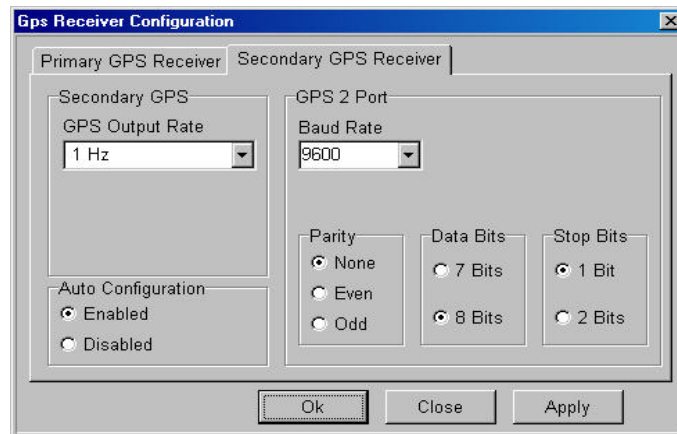 Gps Receiver Configuration
Primary GPS Receiver
Secondary GPS Receiver
Secondary GPS
GPS Output Rate
1 Hz
Auto Configuration
Enabled
Disabled
GPS 2 Port
Baud Rate
9600
Parity
None
Even
Odd
Data Bits
7 Bits
8 Bits
Stop Bits
1 Bit
2 Bits
Ok
Close
Apply